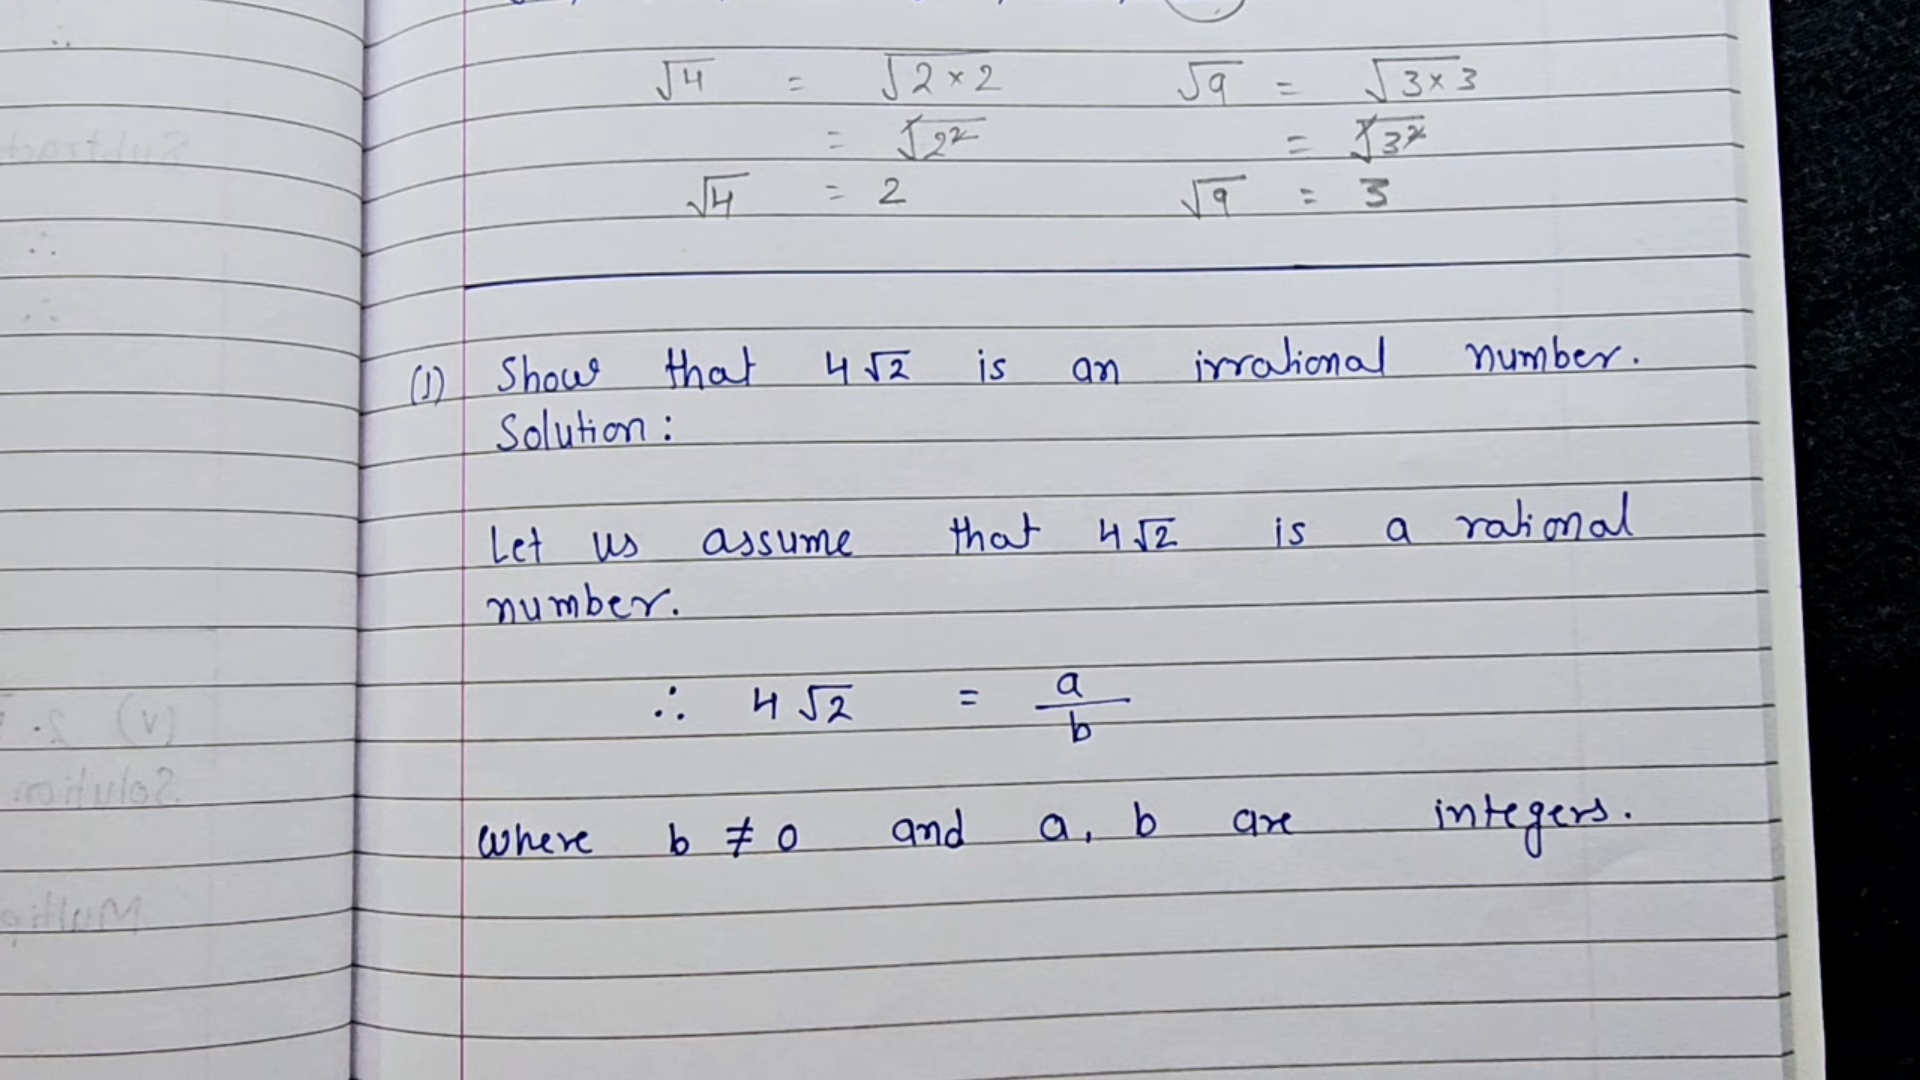 √4 = √2×2 √9 = √3×3
= √2² = √3²
√4 = 2 √9 = 3
(1) Show that 4√2 is an irrational number.
Solution:
Let us assume that 4√2 is a rational
number.
∴ 4√2 = a/b
where b ≠ 0 and a, b are integers.